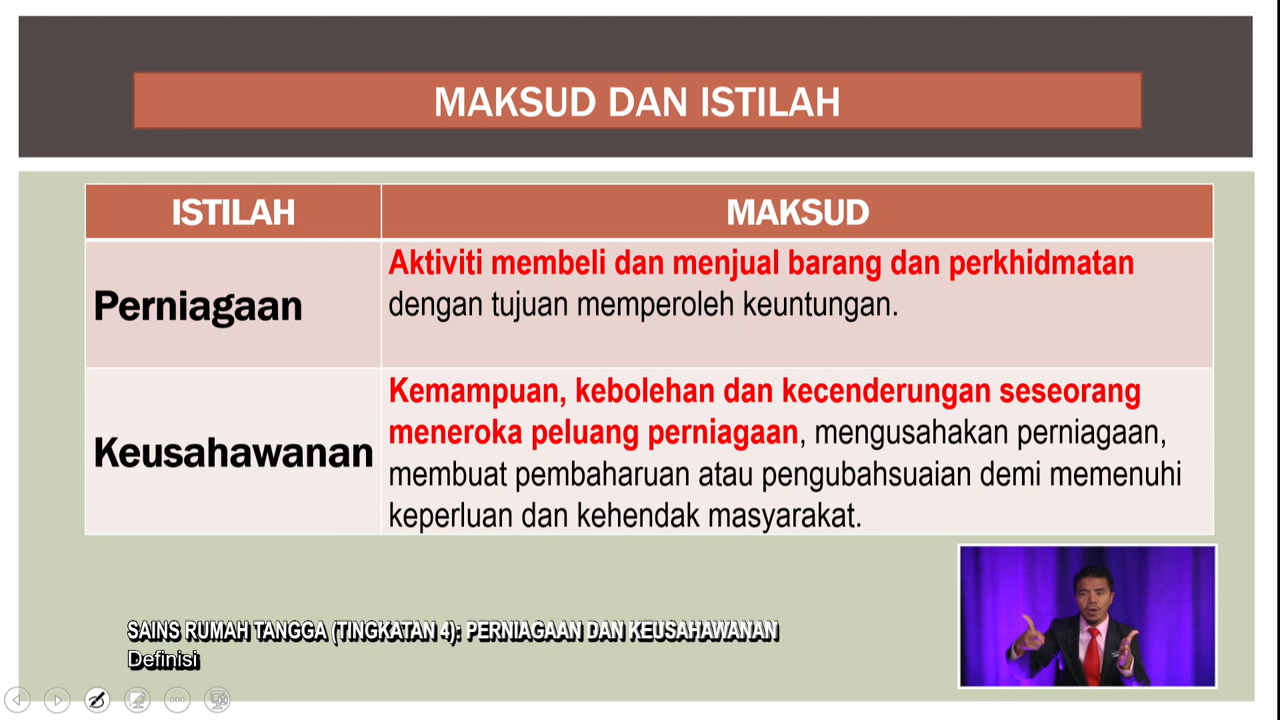 MAKSUD DAN ISTILAH
ISTILAH
MAKSUD
Perniagaan
Aktiviti membeli dan menjual barang dan perkhidmatan
dengan tujuan memperoleh keuntungan.
Keusahawanan
Kemampuan, kebolehan dan kecenderungan seseorang
meneroka peluang perniagaan, mengusahakan perniagaan,
membuat pembaharuan atau pengubahsuaian demi memenuhi
keperluan dan kehendak masyarakat.
SAINS RUMAH TANGGA (TINGKATAN 4): PERNIAGAAN DAN KEUSAHAWANAN
Definisi